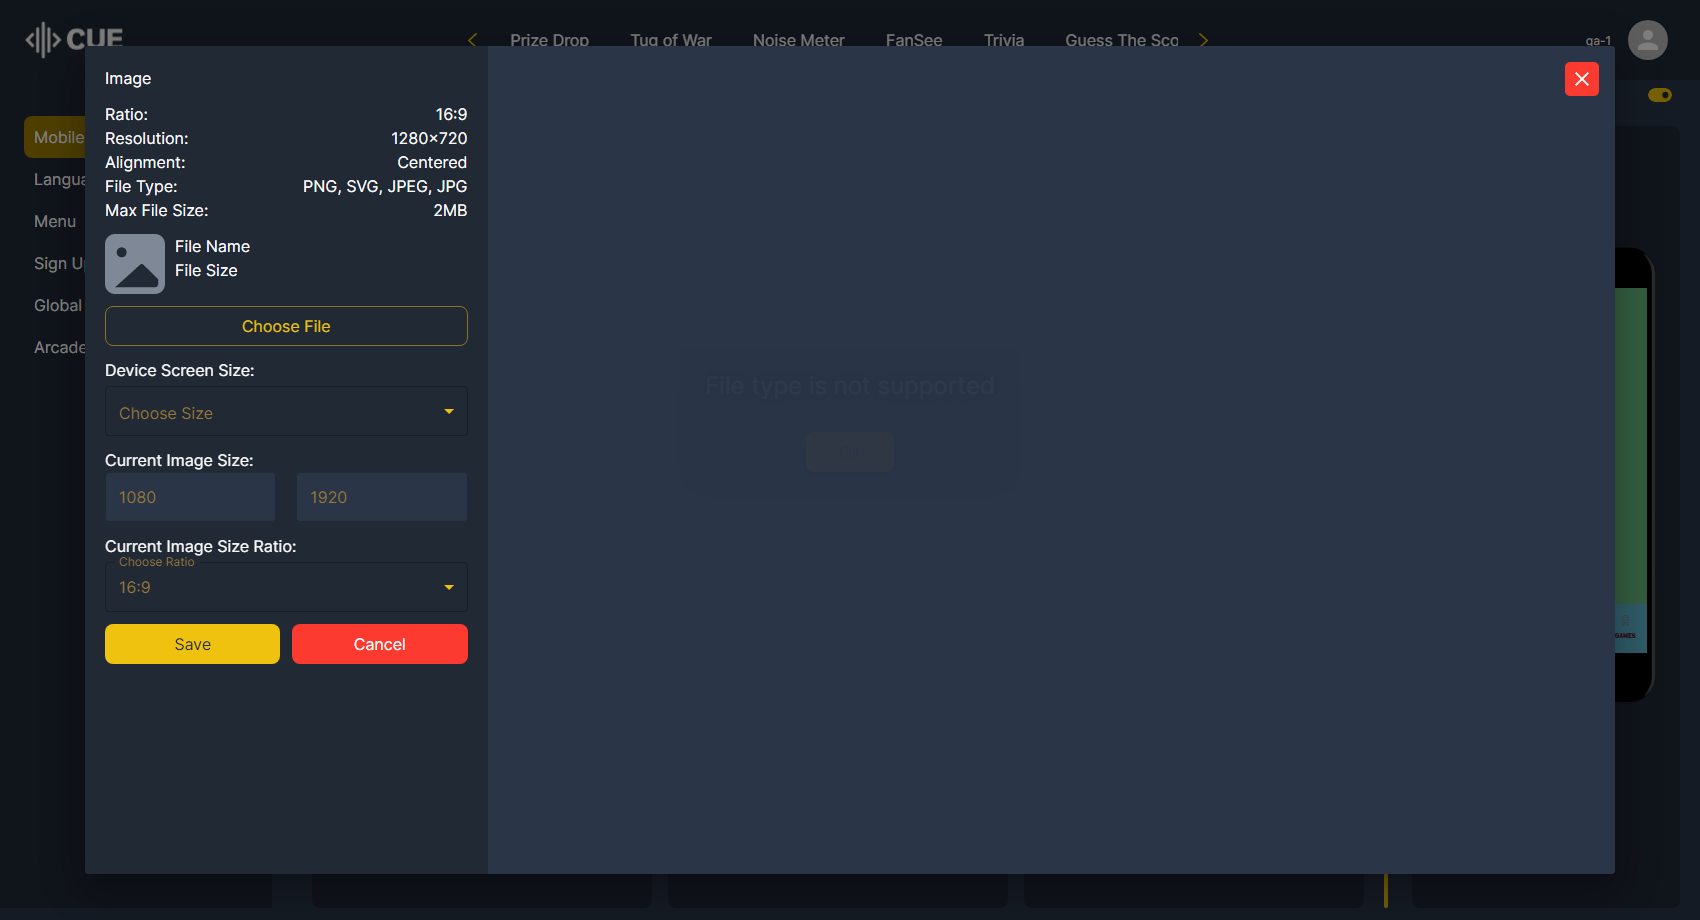 CUE
Prize Drop
Tug of War
Noise Meter
FanSee
Trivia
Guess The Sco
qa-1
Mobile
Langua
Menu
Sign U
Global
Arcade
Image
Ratio: 16:9
Resolution: 1280×720
Alignment: Centered
File Type: PNG, SVG, JPEG, JPG
Max File Size: 2MB
File Name
File Size
Choose File
Device Screen Size:
Choose Size
Current Image Size:
1080 1920
Current Image Size Ratio:
Choose Ratio
16:9
Save Cancel
File type is not supported
GAMES